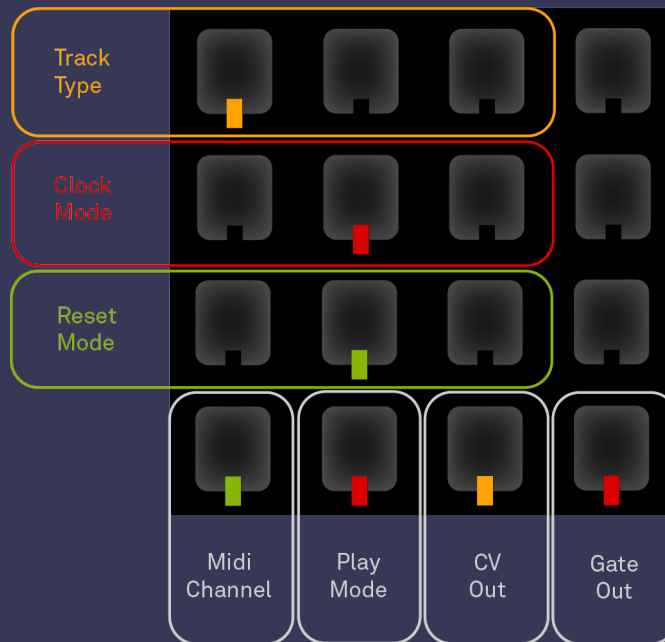 Track
Type
Clock
Mode
Reset
Mode
Midi
Channel
Play
Mode
CV
Out
Gate
Out